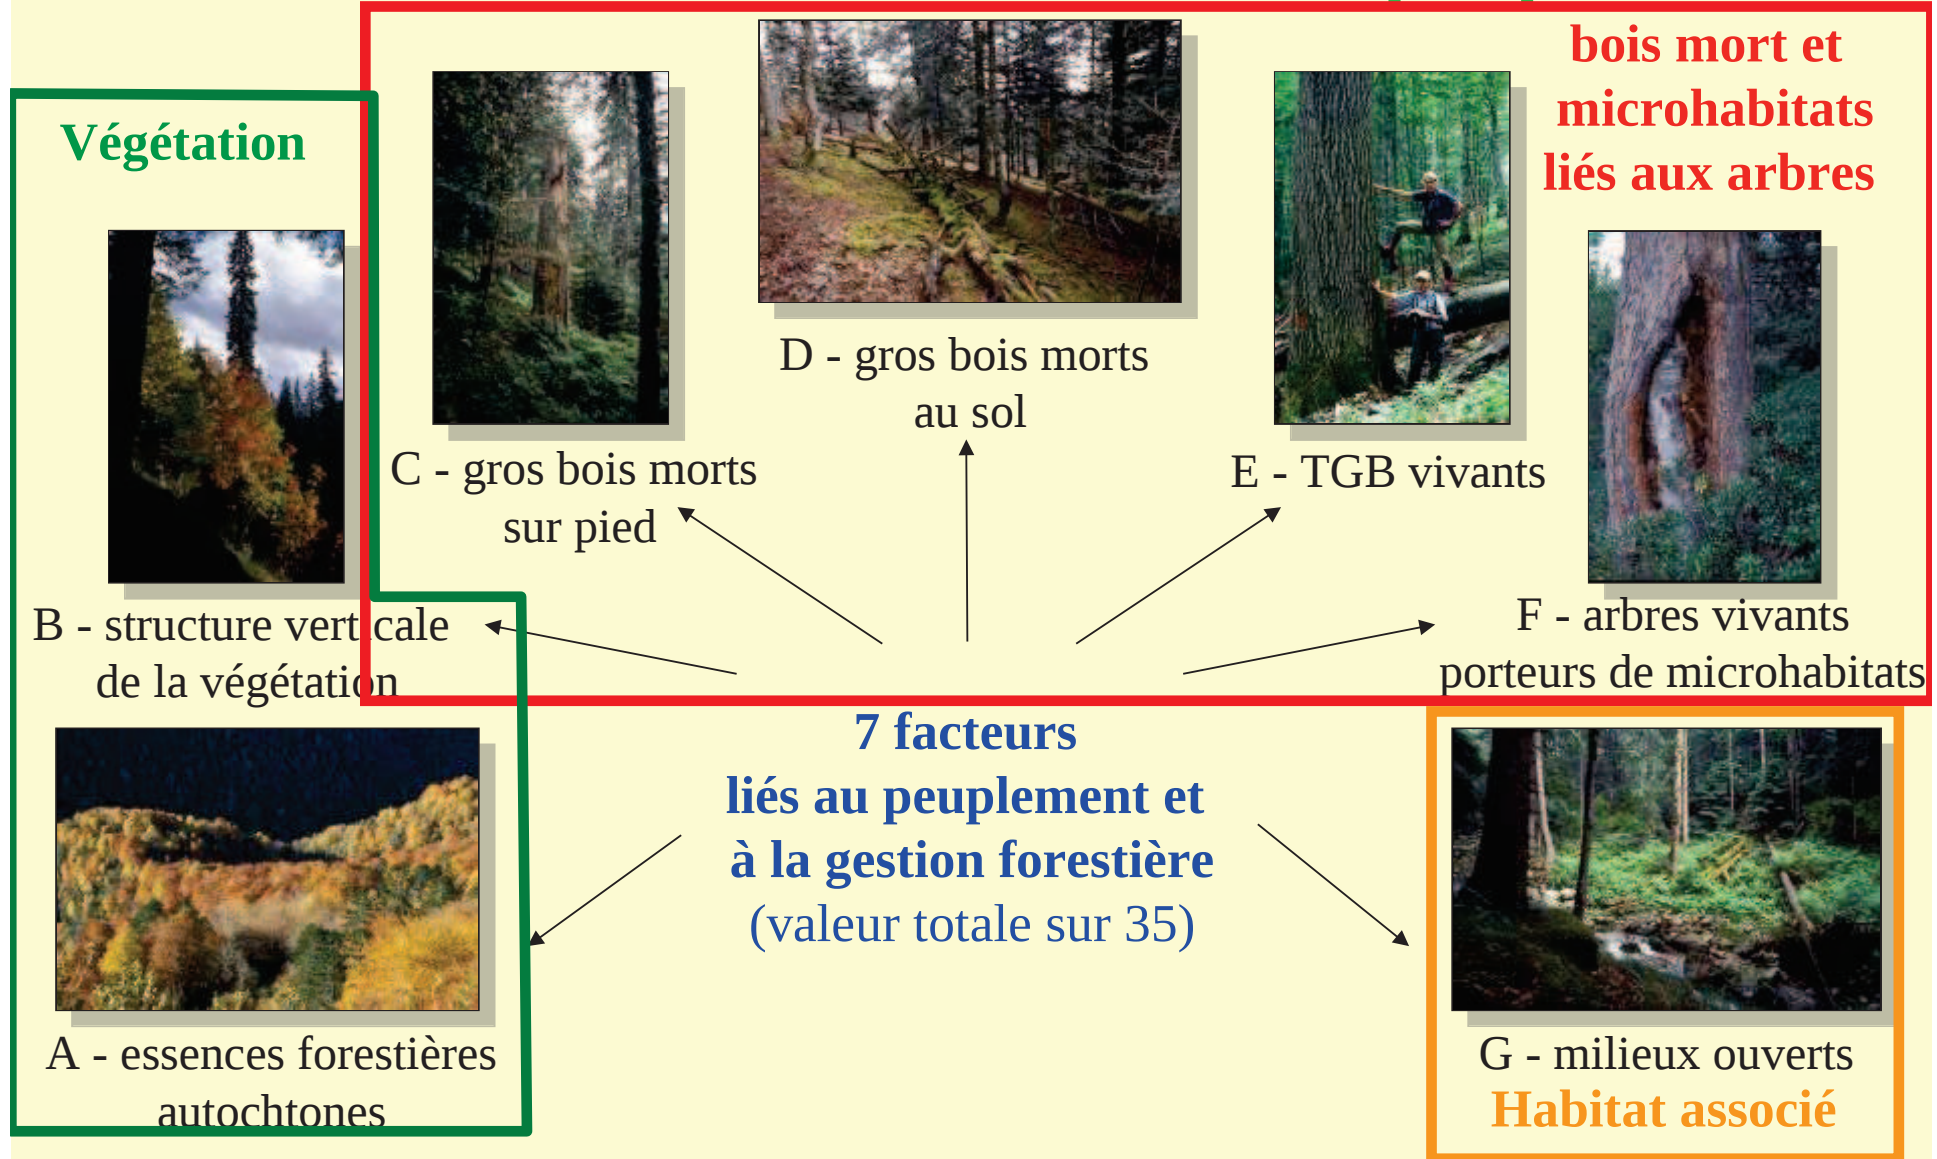 bois mort et
microhabitats
liés aux arbres
Végétation
D - gros bois morts
au sol
C - gros bois morts
sur pied
E - TGB vivants
B - structure verticale
de la végétation
F - arbres vivants
porteurs de microhabitats
7 facteurs
liés au peuplement et
à la gestion forestière
(valeur totale sur 35)
A - essences forestières
autochtones
G - milieux ouverts
Habitat associé